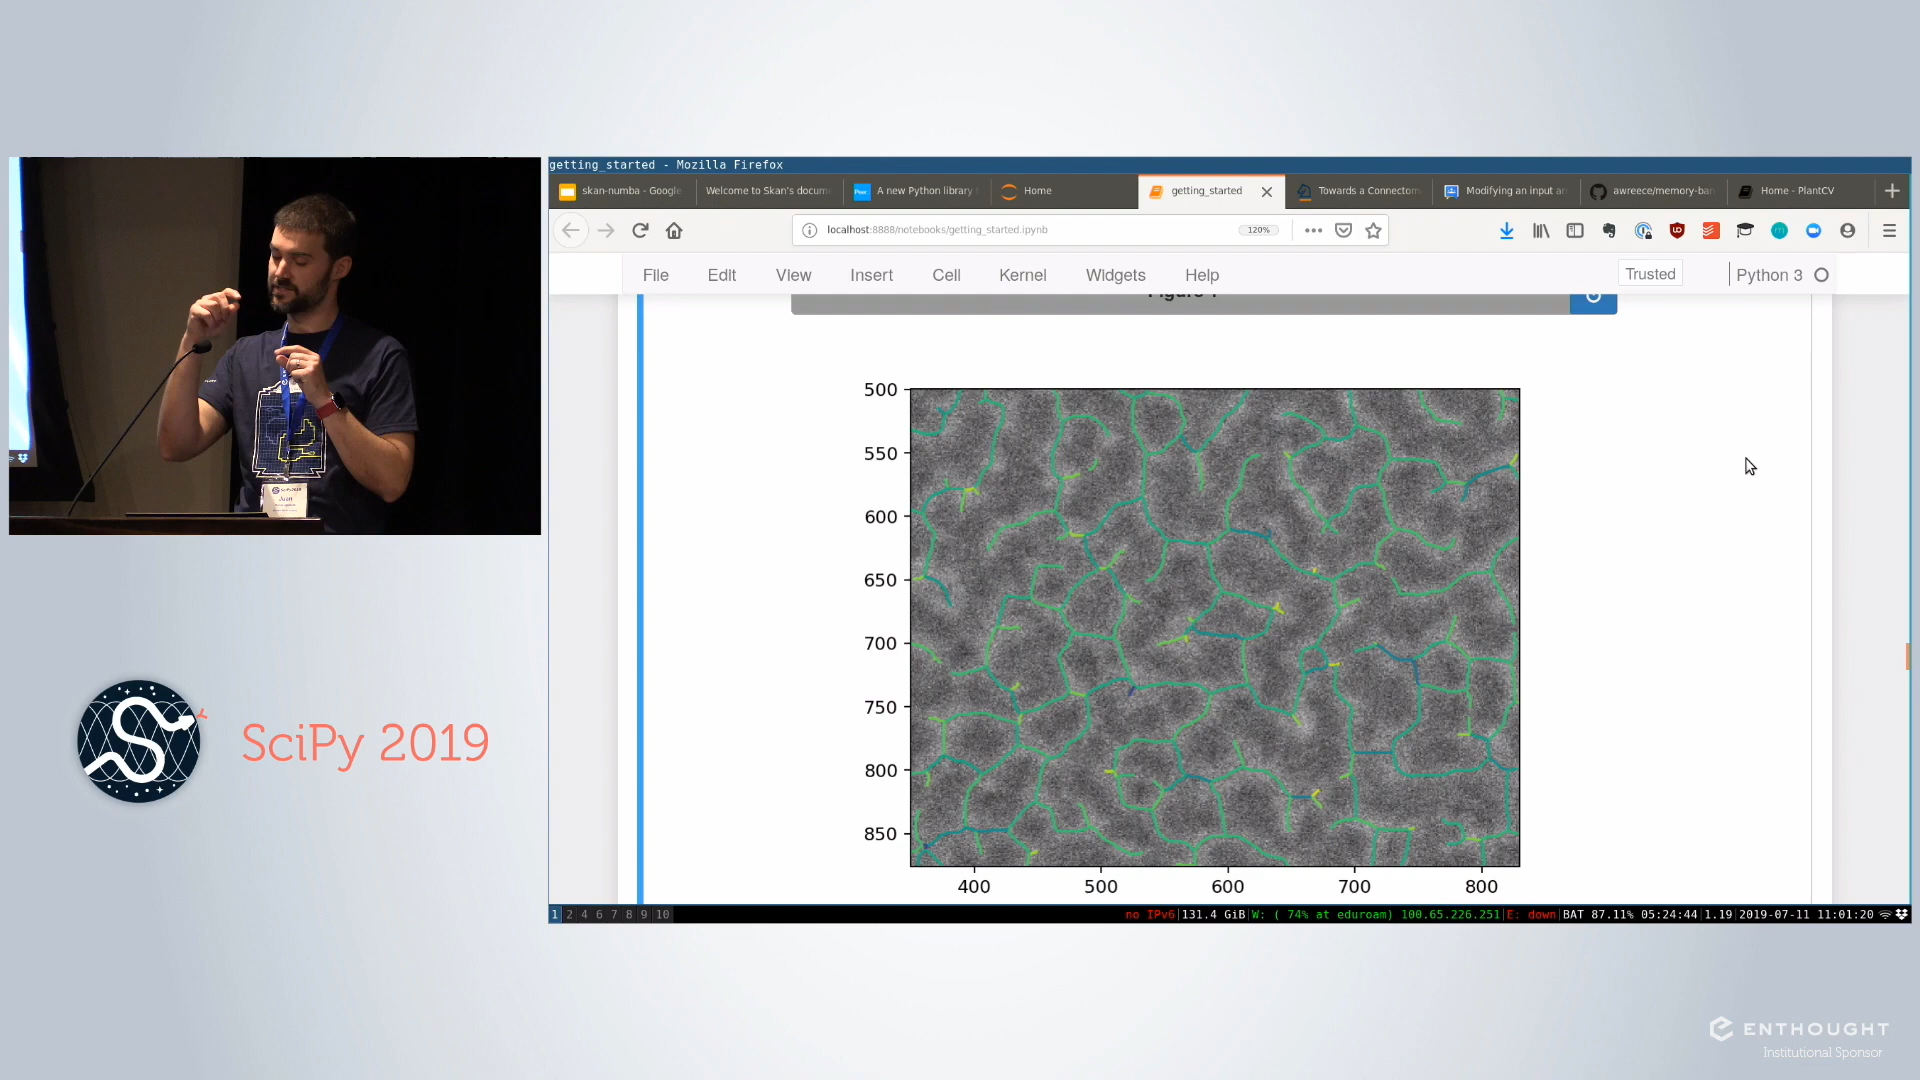 getting_started - Mozilla Firefox
skan-numba - Google
Welcome to Skan's docum
Peer
A new Python library
Home
getting_started
Towards a Connectom
Modifying an input ar
awreece/memory-ban
Home - PlantCV
localhost:8888/notebooks/getting_started.ipynb
120%
File Edit View Insert Cell Kernel Widgets Help
Trusted
Python 3
Figure 1
500
550
600
650
700
750
800
850
400 500 600 700 800
1 2 4 6 7 8 9 10
no IPv6|131.4 GiB|W: ( 74% at eduroam) 100.65.226.251|E: down|BAT 87.11% 05:24:44|1.19|2019-07-11 11:01:20
SciPy2019
Juan
SciPy 2019
ENTHOUGHT
Institutional Sponsor